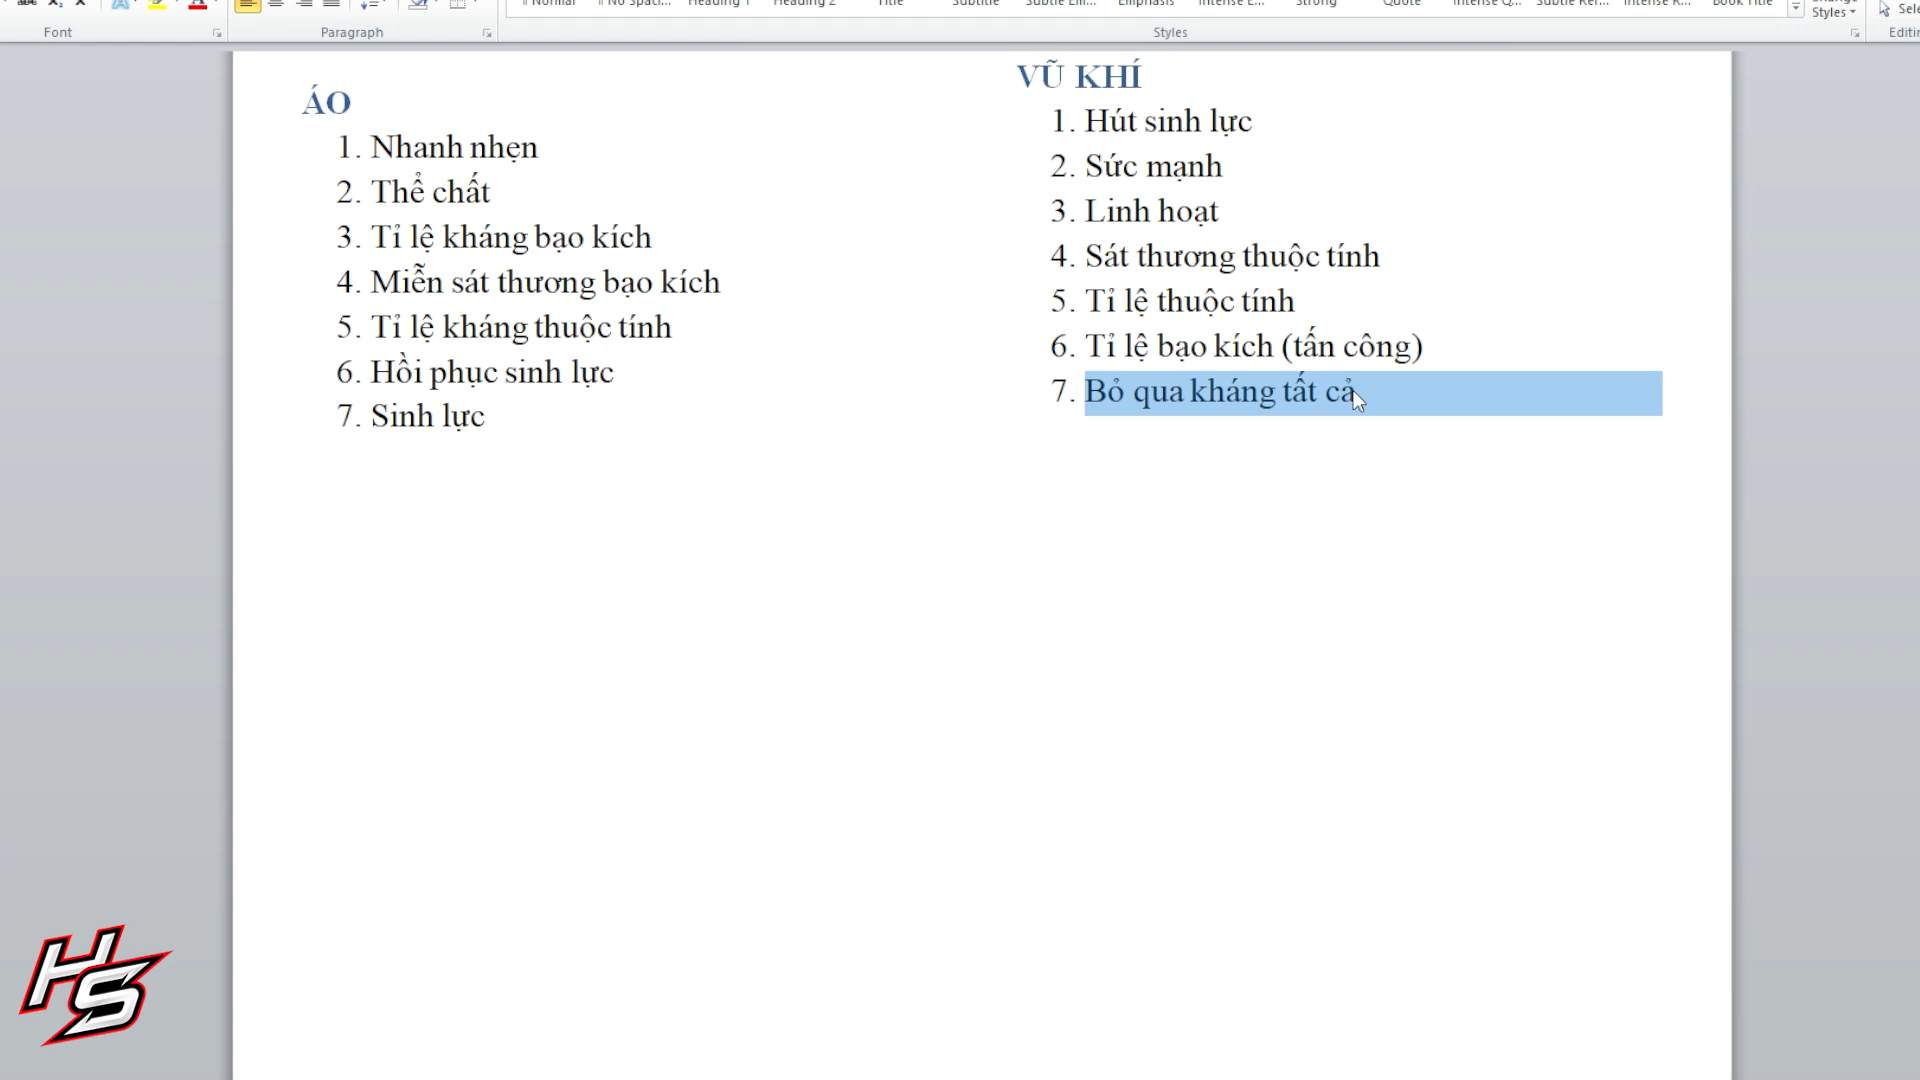 Font
Paragraph
Styles
Styles
ÁO
1. Nhanh nhẹn
2. Thể chất
3. Tỉ lệ kháng bạo kích
4. Miễn sát thương bạo kích
5. Tỉ lệ kháng thuộc tính
6. Hồi phục sinh lực
7. Sinh lực
VŨ KHÍ
1. Hút sinh lực
2. Sức mạnh
3. Linh hoạt
4. Sát thương thuộc tính
5. Tỉ lệ thuộc tính
6. Tỉ lệ bạo kích (tấn công)
7. Bỏ qua kháng tất cả
HS